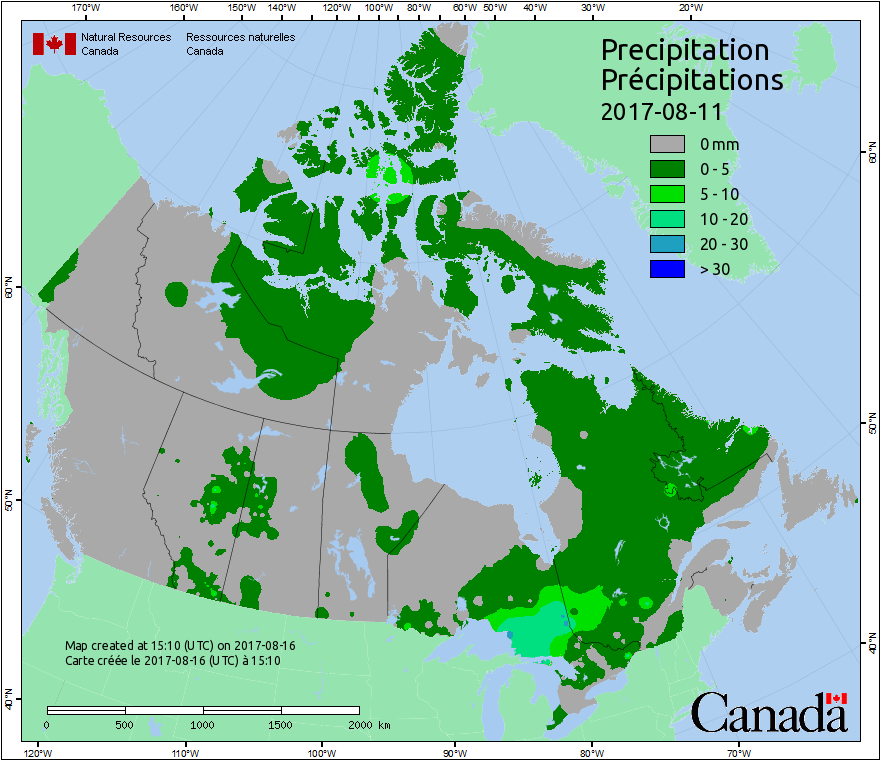 170°W 160°W 150°W 140°W 120°W 100°W 80°W 60°W 50°W 40°W 30°W 20°W
Natural Resources Ressources naturelles
Canada Canada
Precipitation
Précipitations
2017-08-11
0 mm
0 - 5
5 - 10
10 - 20
20 - 30
> 30
60°N 60°N
50°N 50°N
40°N 40°N
Map created at 15:10 (UTC) on 2017-08-16
Carte créée le 2017-08-16 (UTC) à 15:10
0 500 1000 1500 2000 km
Canada
120°W 110°W 100°W 90°W 80°W 70°W